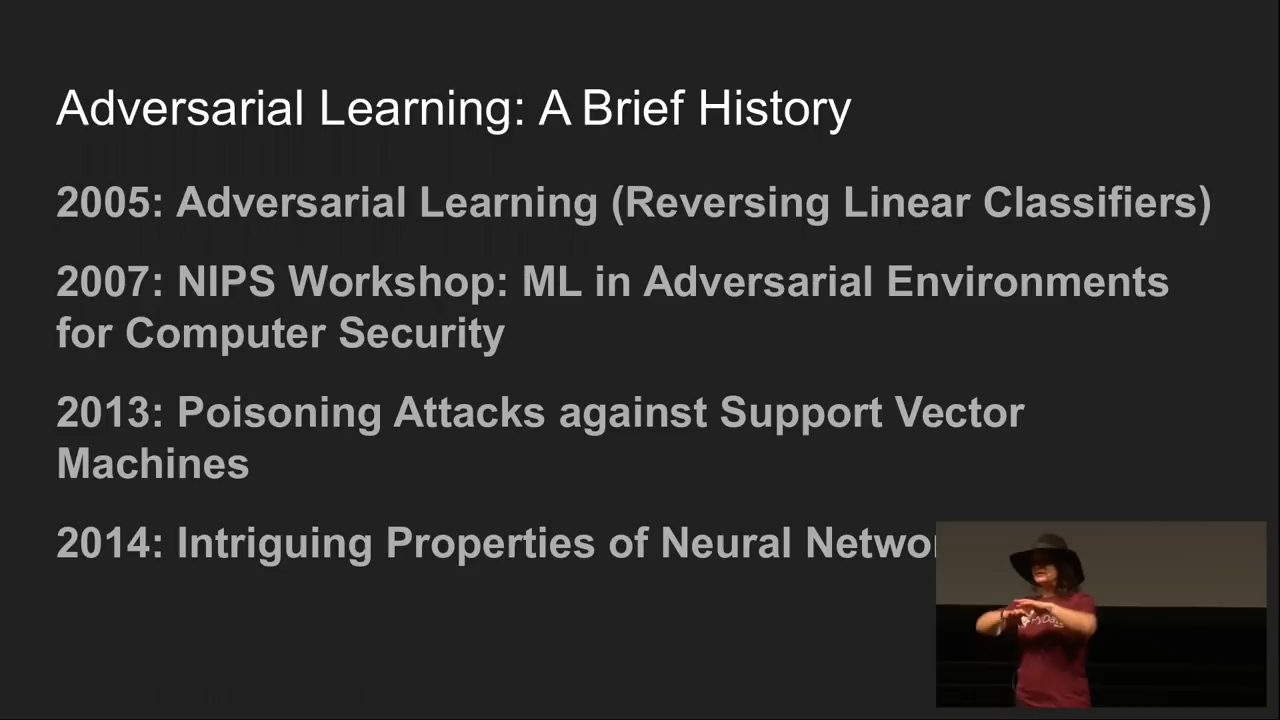 Adversarial Learning: A Brief History
2005: Adversarial Learning (Reversing Linear Classifiers)
2007: NIPS Workshop: ML in Adversarial Environments
for Computer Security
2013: Poisoning Attacks against Support Vector
Machines
2014: Intriguing Properties of Neural